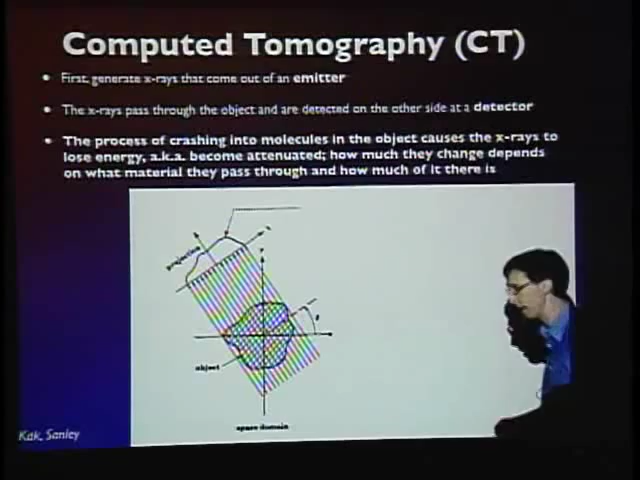 Computed Tomography (CT)
• First, generate x-rays that come out of an emitter
• The x-rays pass through the object and are detected on the other side at a detector
• The process of crashing into molecules in the object causes the x-rays to
lose energy, a.k.a. become attenuated; how much they change depends
on what material they pass through and how much of it there is
projection
object
space domain
Kak, Sanley